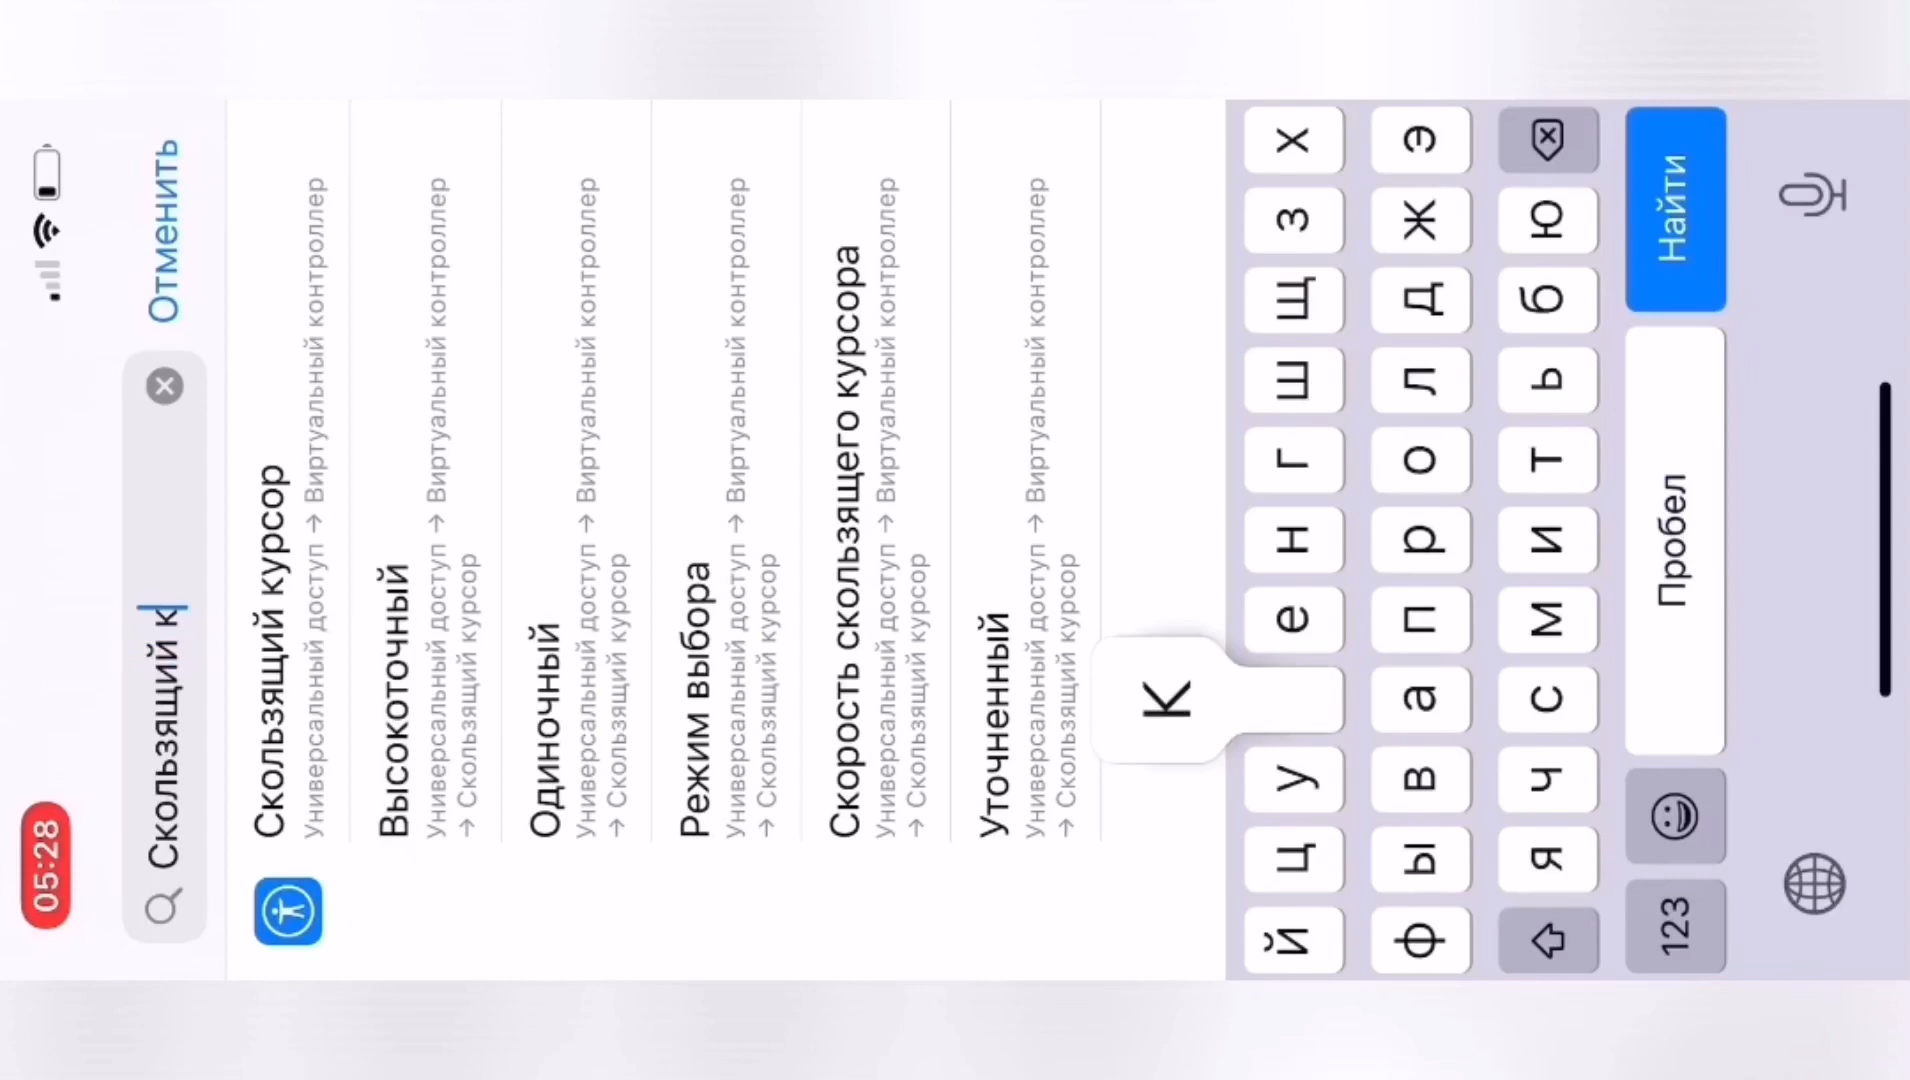 05:28
Скользящий к
Отменить
Скользящий курсор
Универсальный доступ → Виртуальный контроллер
Высокоточный
Универсальный доступ → Виртуальный контроллер
→ Скользящий курсор
Одиночный
Универсальный доступ → Виртуальный контроллер
→ Скользящий курсор
Режим выбора
Универсальный доступ → Виртуальный контроллер
→ Скользящий курсор
Скорость скользящего курсора
Универсальный доступ → Виртуальный контроллер
→ Скользящий курсор
Уточненный
Универсальный доступ → Виртуальный контроллер
→ Скользящий курсор
К
й ц у е н г ш щ з х
ф ы в а п р о л д ж э
я ч с м и т ь б ю
123 Пробел Найти